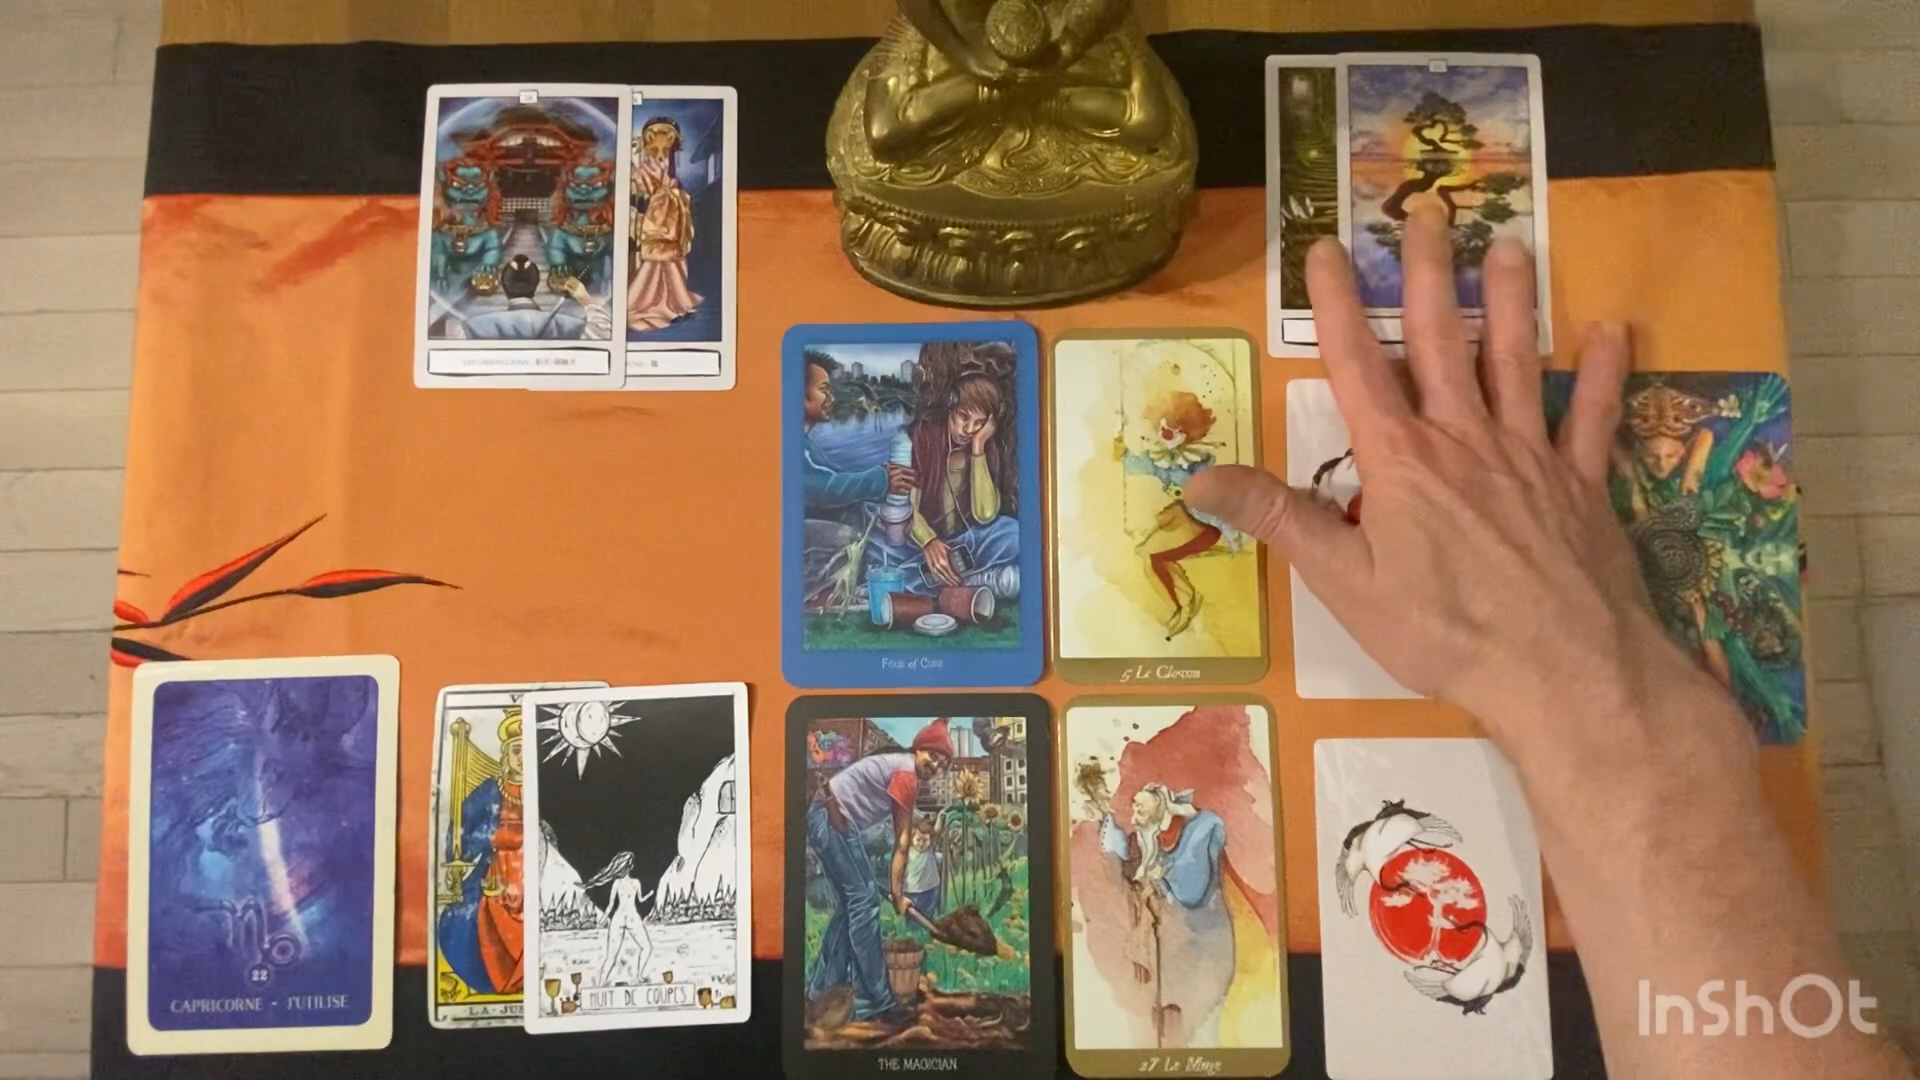 Four of Cups
5 Le Clown
22
CAPRICORNE - J'UTILISE
HUIT DE COUPES
THE MAGICIAN
27 Le Mage
InShOt